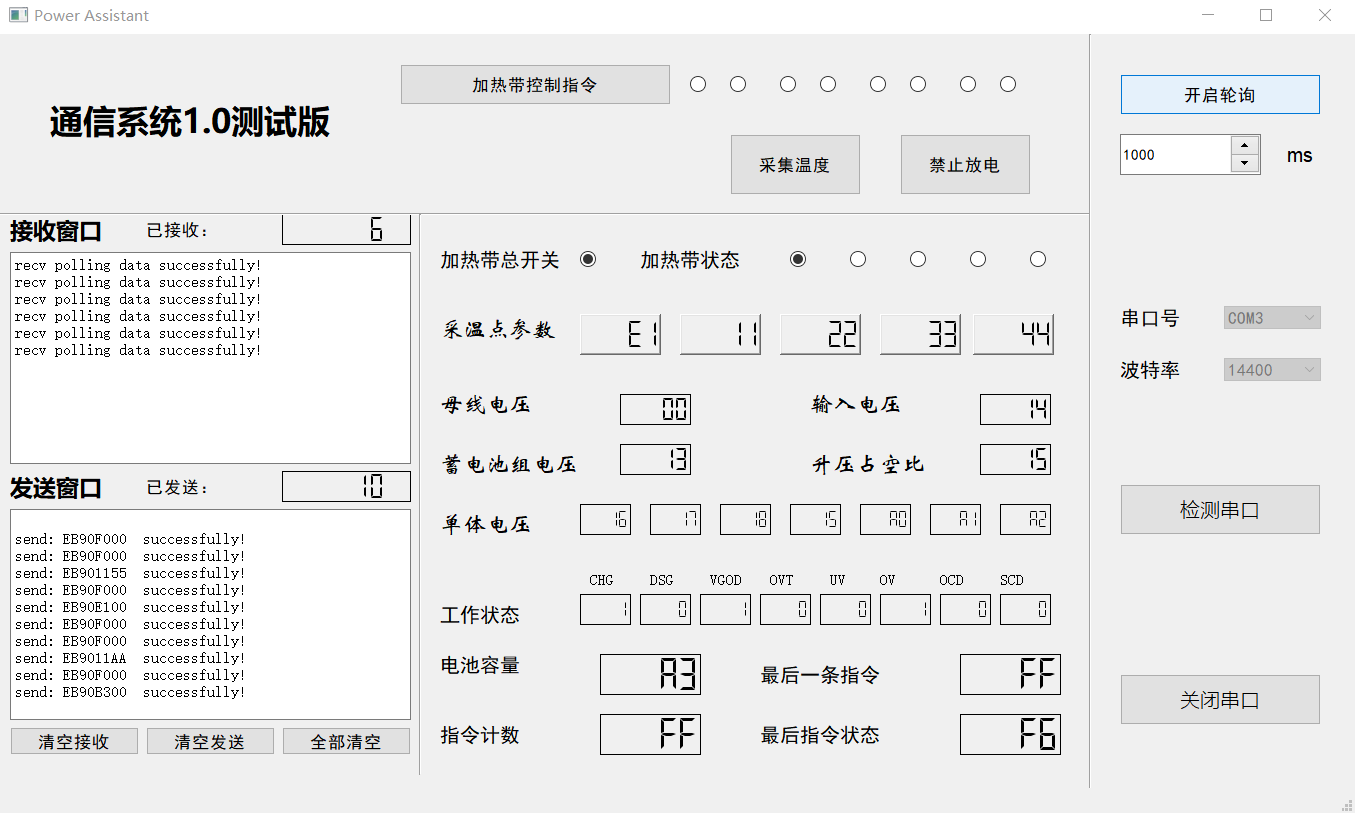 Power Assistant
加热带控制指令
通信系统1.0测试版
采集温度
禁止放电
开启轮询
1000
ms
接收窗口 已接收： 6
recv polling data successfully!
recv polling data successfully!
recv polling data successfully!
recv polling data successfully!
recv polling data successfully!
recv polling data successfully!
发送窗口 已发送： 10
send: EB90F000 successfully!
send: EB90F000 successfully!
send: EB901155 successfully!
send: EB90F000 successfully!
send: EB90E100 successfully!
send: EB90F000 successfully!
send: EB90F000 successfully!
send: EB9011AA successfully!
send: EB90F000 successfully!
send: EB90B300 successfully!
清空接收 清空发送 全部清空
加热带总开关 加热带状态
采温点参数 E1 11 22 33 44
母线电压 00 输入电压 14
蓄电池组电压 13 升压占空比 15
单体电压 16 17 18 15 A0 A1 A2
CHG DSG VGOD OVT UV OV OCD SCD
工作状态 1 0 1 0 0 1 0 0
电池容量 A3 最后一条指令 FF
指令计数 FF 最后指令状态 F6
串口号 COM3
波特率 14400
检测串口
关闭串口